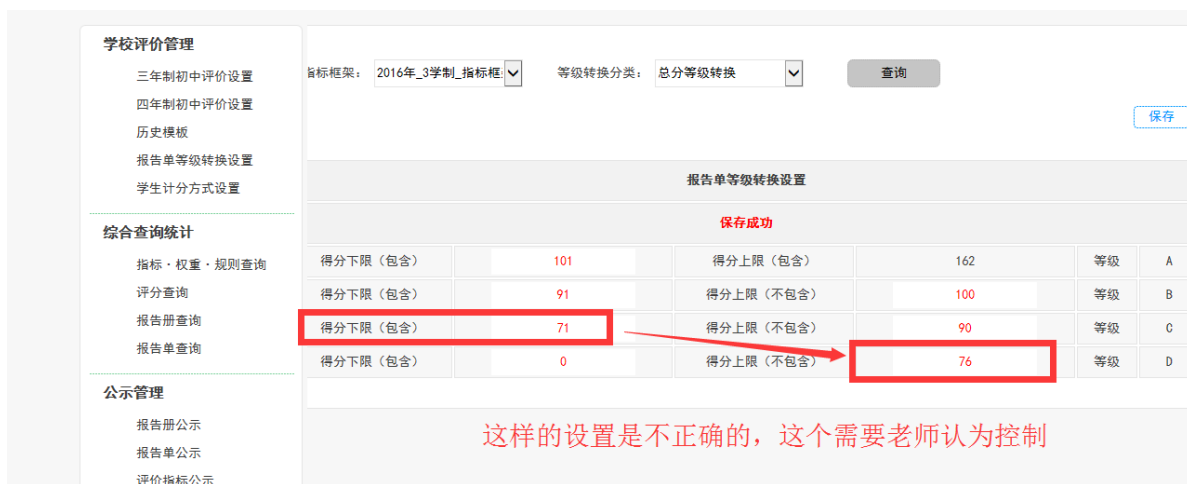 学校评价管理
三年制初中评价设置
四年制初中评价设置
历史模板
报告单等级转换设置
学生计分方式设置
综合查询统计
指标·权重·规则查询
评分查询
报告册查询
报告单查询
公示管理
报告册公示
报告单公示
评价指标公示
指标框架： 2016年_3学制_指标框 等级转换分类： 总分等级转换 查询
保存
报告单等级转换设置
保存成功
得分下限（包含） 101 得分上限（包含） 162 等级 A
得分下限（包含） 91 得分上限（不包含） 100 等级 B
得分下限（包含） 71 得分上限（不包含） 90 等级 C
得分下限（包含） 0 得分上限（不包含） 76 等级 D
这样的设置是不正确的，这个需要老师认为控制